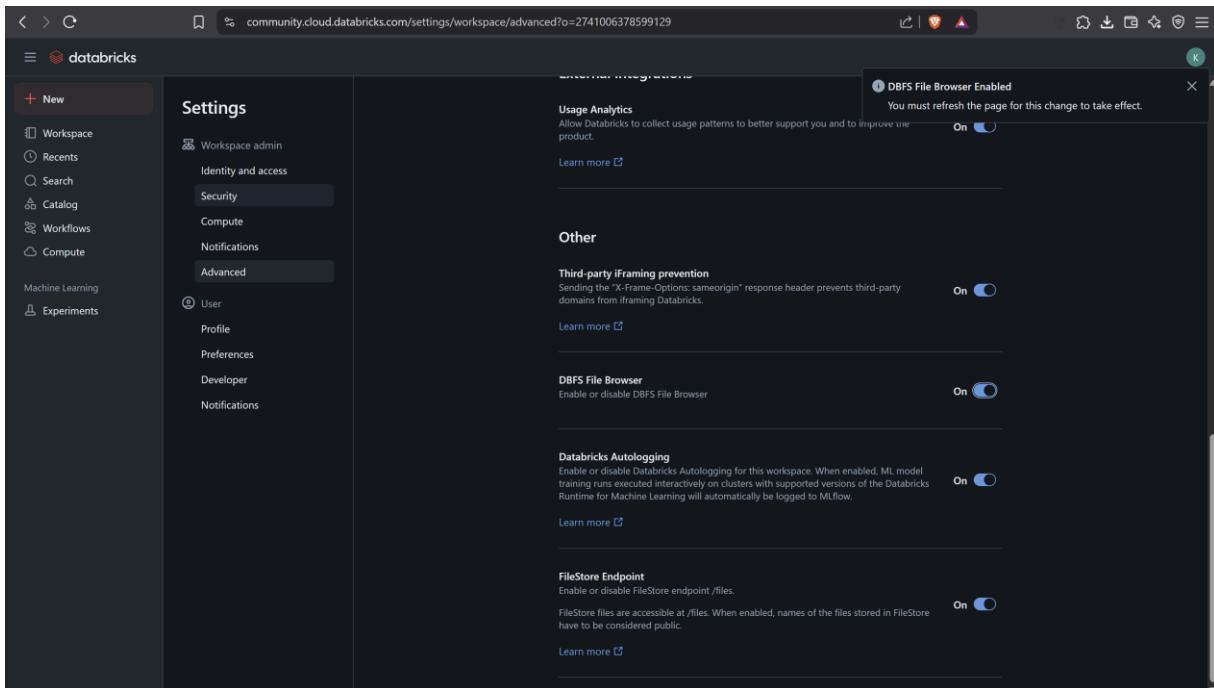 community.cloud.databricks.com/settings/workspace/advanced?o=2741006378599129
databricks
K
New
Workspace
Recents
Search
Catalog
Workflows
Compute
Machine Learning
Experiments
Settings
Workspace admin
Identity and access
Security
Compute
Notifications
Advanced
User
Profile
Preferences
Developer
Notifications
External integrations
DBFS File Browser Enabled
You must refresh the page for this change to take effect.
Usage Analytics
Allow Databricks to collect usage patterns to better support you and to improve the
product.
On
Learn more
Other
Third-party iFraming prevention
Sending the "X-Frame-Options: sameorigin" response header prevents third-party
domains from iframing Databricks.
On
Learn more
DBFS File Browser
Enable or disable DBFS File Browser
On
Databricks Autologging
Enable or disable Databricks Autologging for this workspace. When enabled, ML model
training runs executed interactively on clusters with supported versions of the Databricks
Runtime for Machine Learning will automatically be logged to MLflow.
On
Learn more
FileStore Endpoint
Enable or disable FileStore endpoint /files.
FileStore files are accessible at /files. When enabled, names of the files stored in FileStore
have to be considered public.
On
Learn more